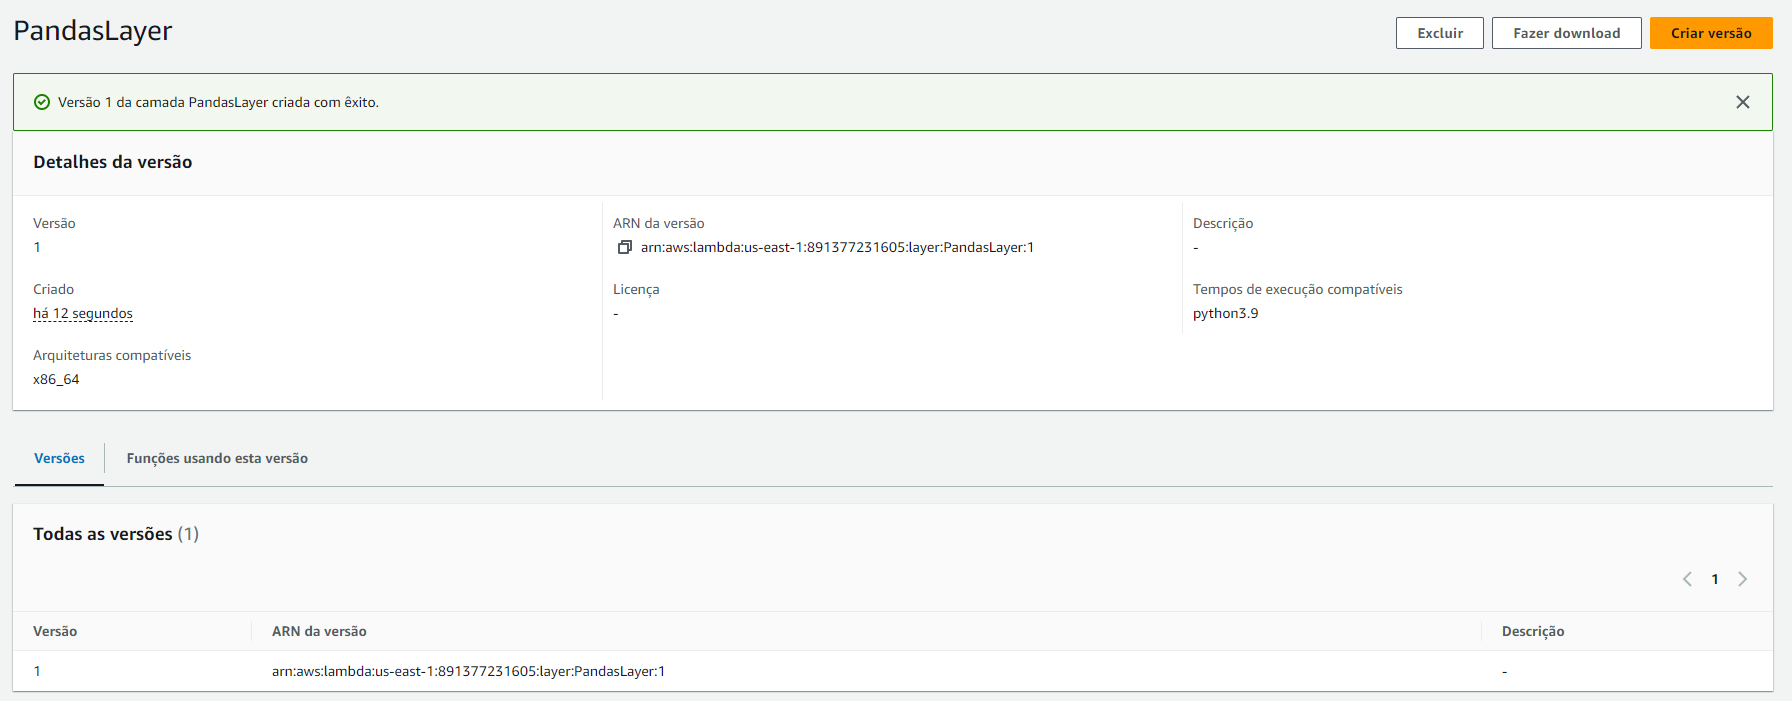 PandasLayer
Excluir
Fazer download
Criar versão
Versão 1 da camada PandasLayer criada com êxito.
Detalhes da versão
Versão
1
ARN da versão
arn:aws:lambda:us-east-1:891377231605:layer:PandasLayer:1
Descrição
-
Criado
há 12 segundos
Licença
-
Tempos de execução compatíveis
python3.9
Arquiteturas compatíveis
x86_64
Versões
Funções usando esta versão
Todas as versões (1)
1
Versão ARN da versão Descrição
1 arn:aws:lambda:us-east-1:891377231605:layer:PandasLayer:1 -